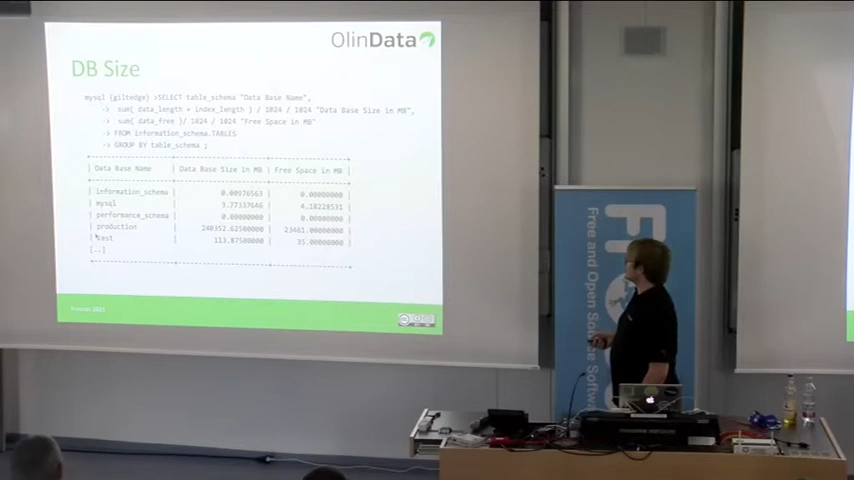 OlinData
DB Size
mysql {giltedge} >SELECT table_schema "Data Base Name",
-> sum( data_length + index_length ) / 1024 / 1024 "Data Base Size in MB",
-> sum( data_free )/ 1024 / 1024 "Free Space in MB"
-> FROM information_schema.TABLES
-> GROUP BY table_schema ;
| Data Base Name | Data Base Size in MB | Free Space in MB |
| information_schema | 0.00976563 | 0.00000000 |
| mysql | 3.77337646 | 4.18228531 |
| performance_schema | 0.00000000 | 0.00000000 |
| production | 240352.62500000 | 23461.00000000 |
| test | 113.87500000 | 35.00000000 |
[..]
Free and Open Source Softwa